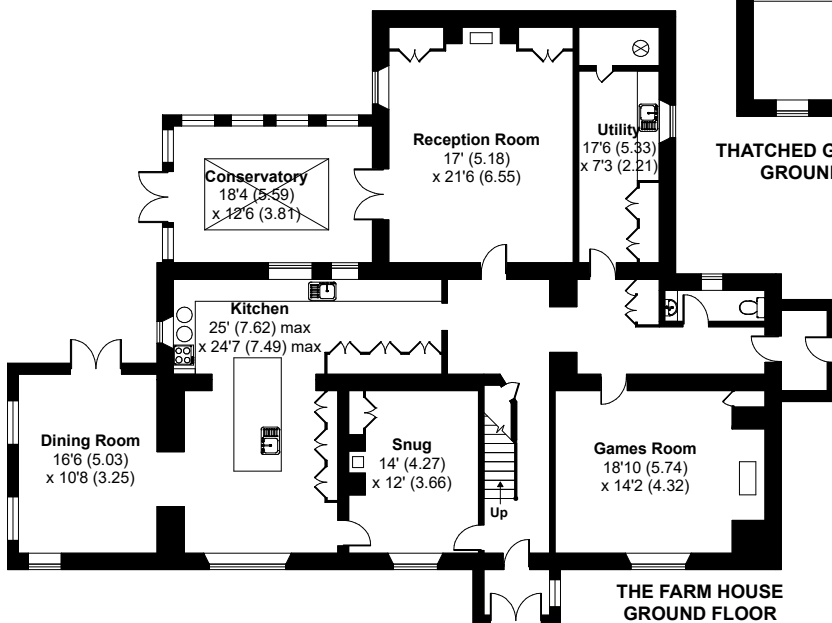 Reception Room
17' (5.18)
x 21'6 (6.55)
Utility
17'6 (5.33)
x 7'3 (2.21)
THATCHED G
GROUN
Conservatory
18'4 (5.59)
x 12'6 (3.81)
Kitchen
25' (7.62) max
x 24'7 (7.49) max
Dining Room
16'6 (5.03)
x 10'8 (3.25)
Snug
14' (4.27)
x 12' (3.66)
Up
Games Room
18'10 (5.74)
x 14'2 (4.32)
THE FARM HOUSE
GROUND FLOOR